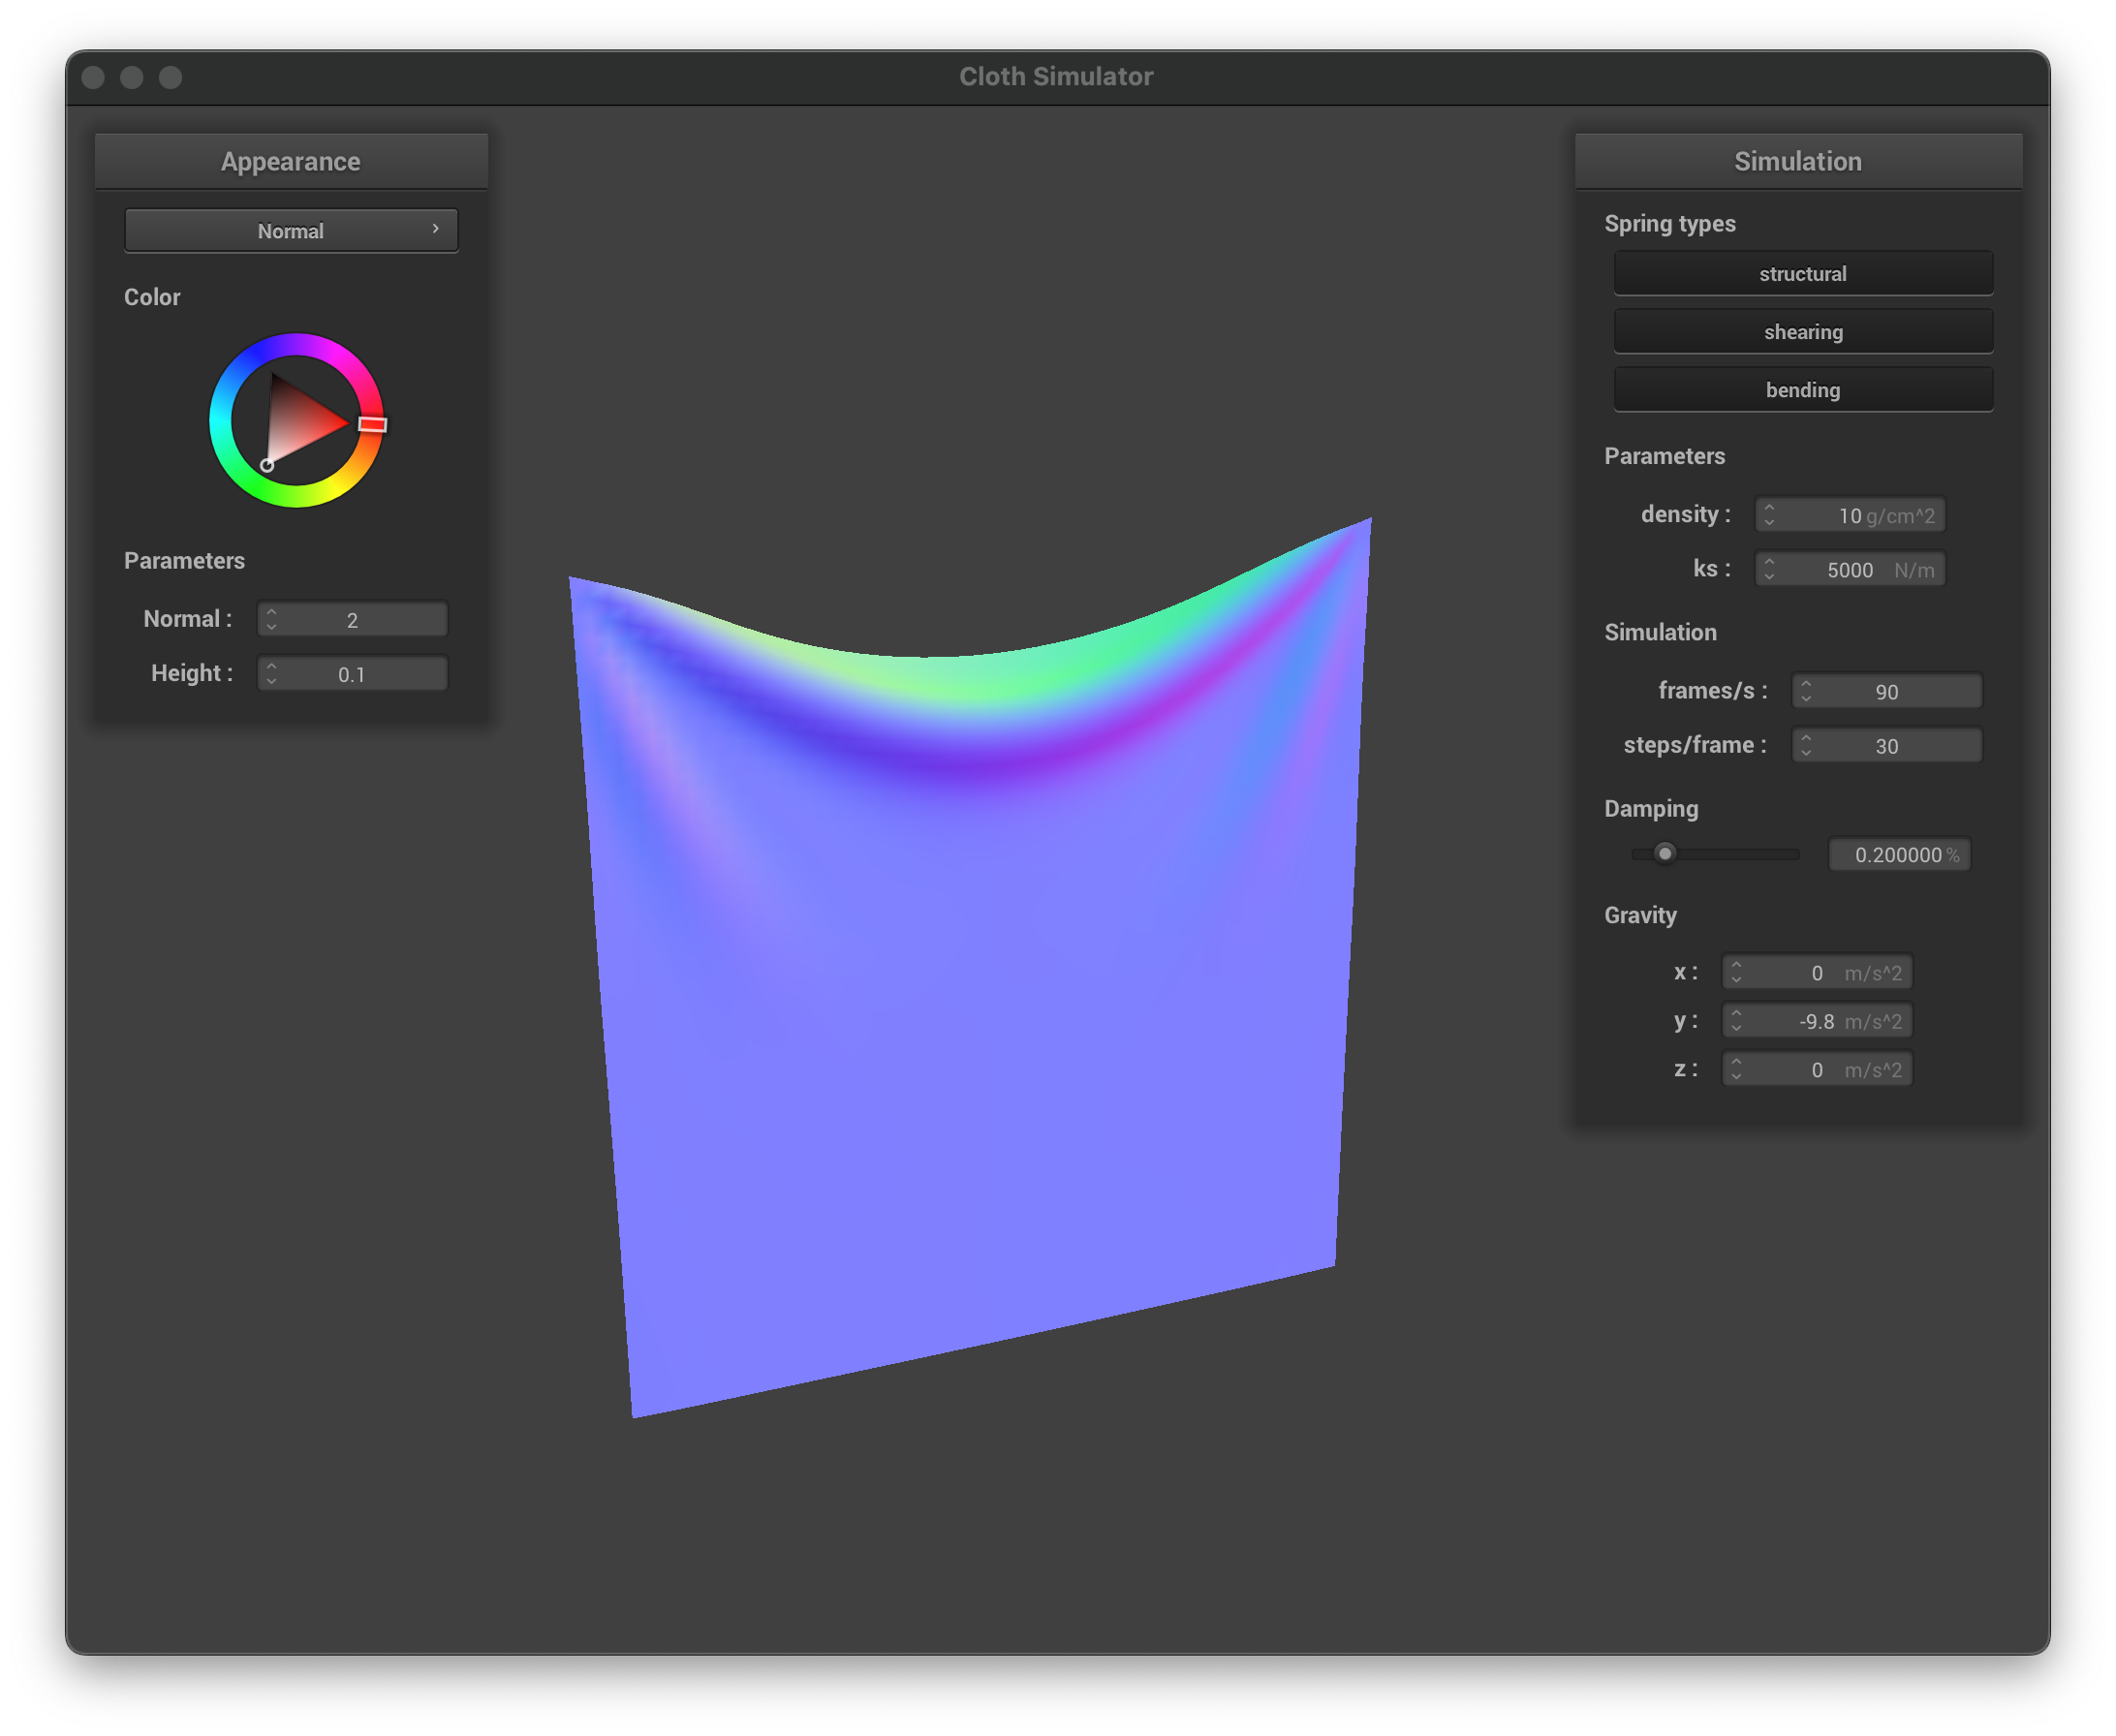 Cloth Simulator
Appearance
Normal
Color
Parameters
Normal : 2
Height : 0.1
Simulation
Spring types
structural
shearing
bending
Parameters
density : 10 g/cm^2
ks : 5000 N/m
Simulation
frames/s : 90
steps/frame : 30
Damping
0.200000 %
Gravity
x : 0 m/s^2
y : -9.8 m/s^2
z : 0 m/s^2